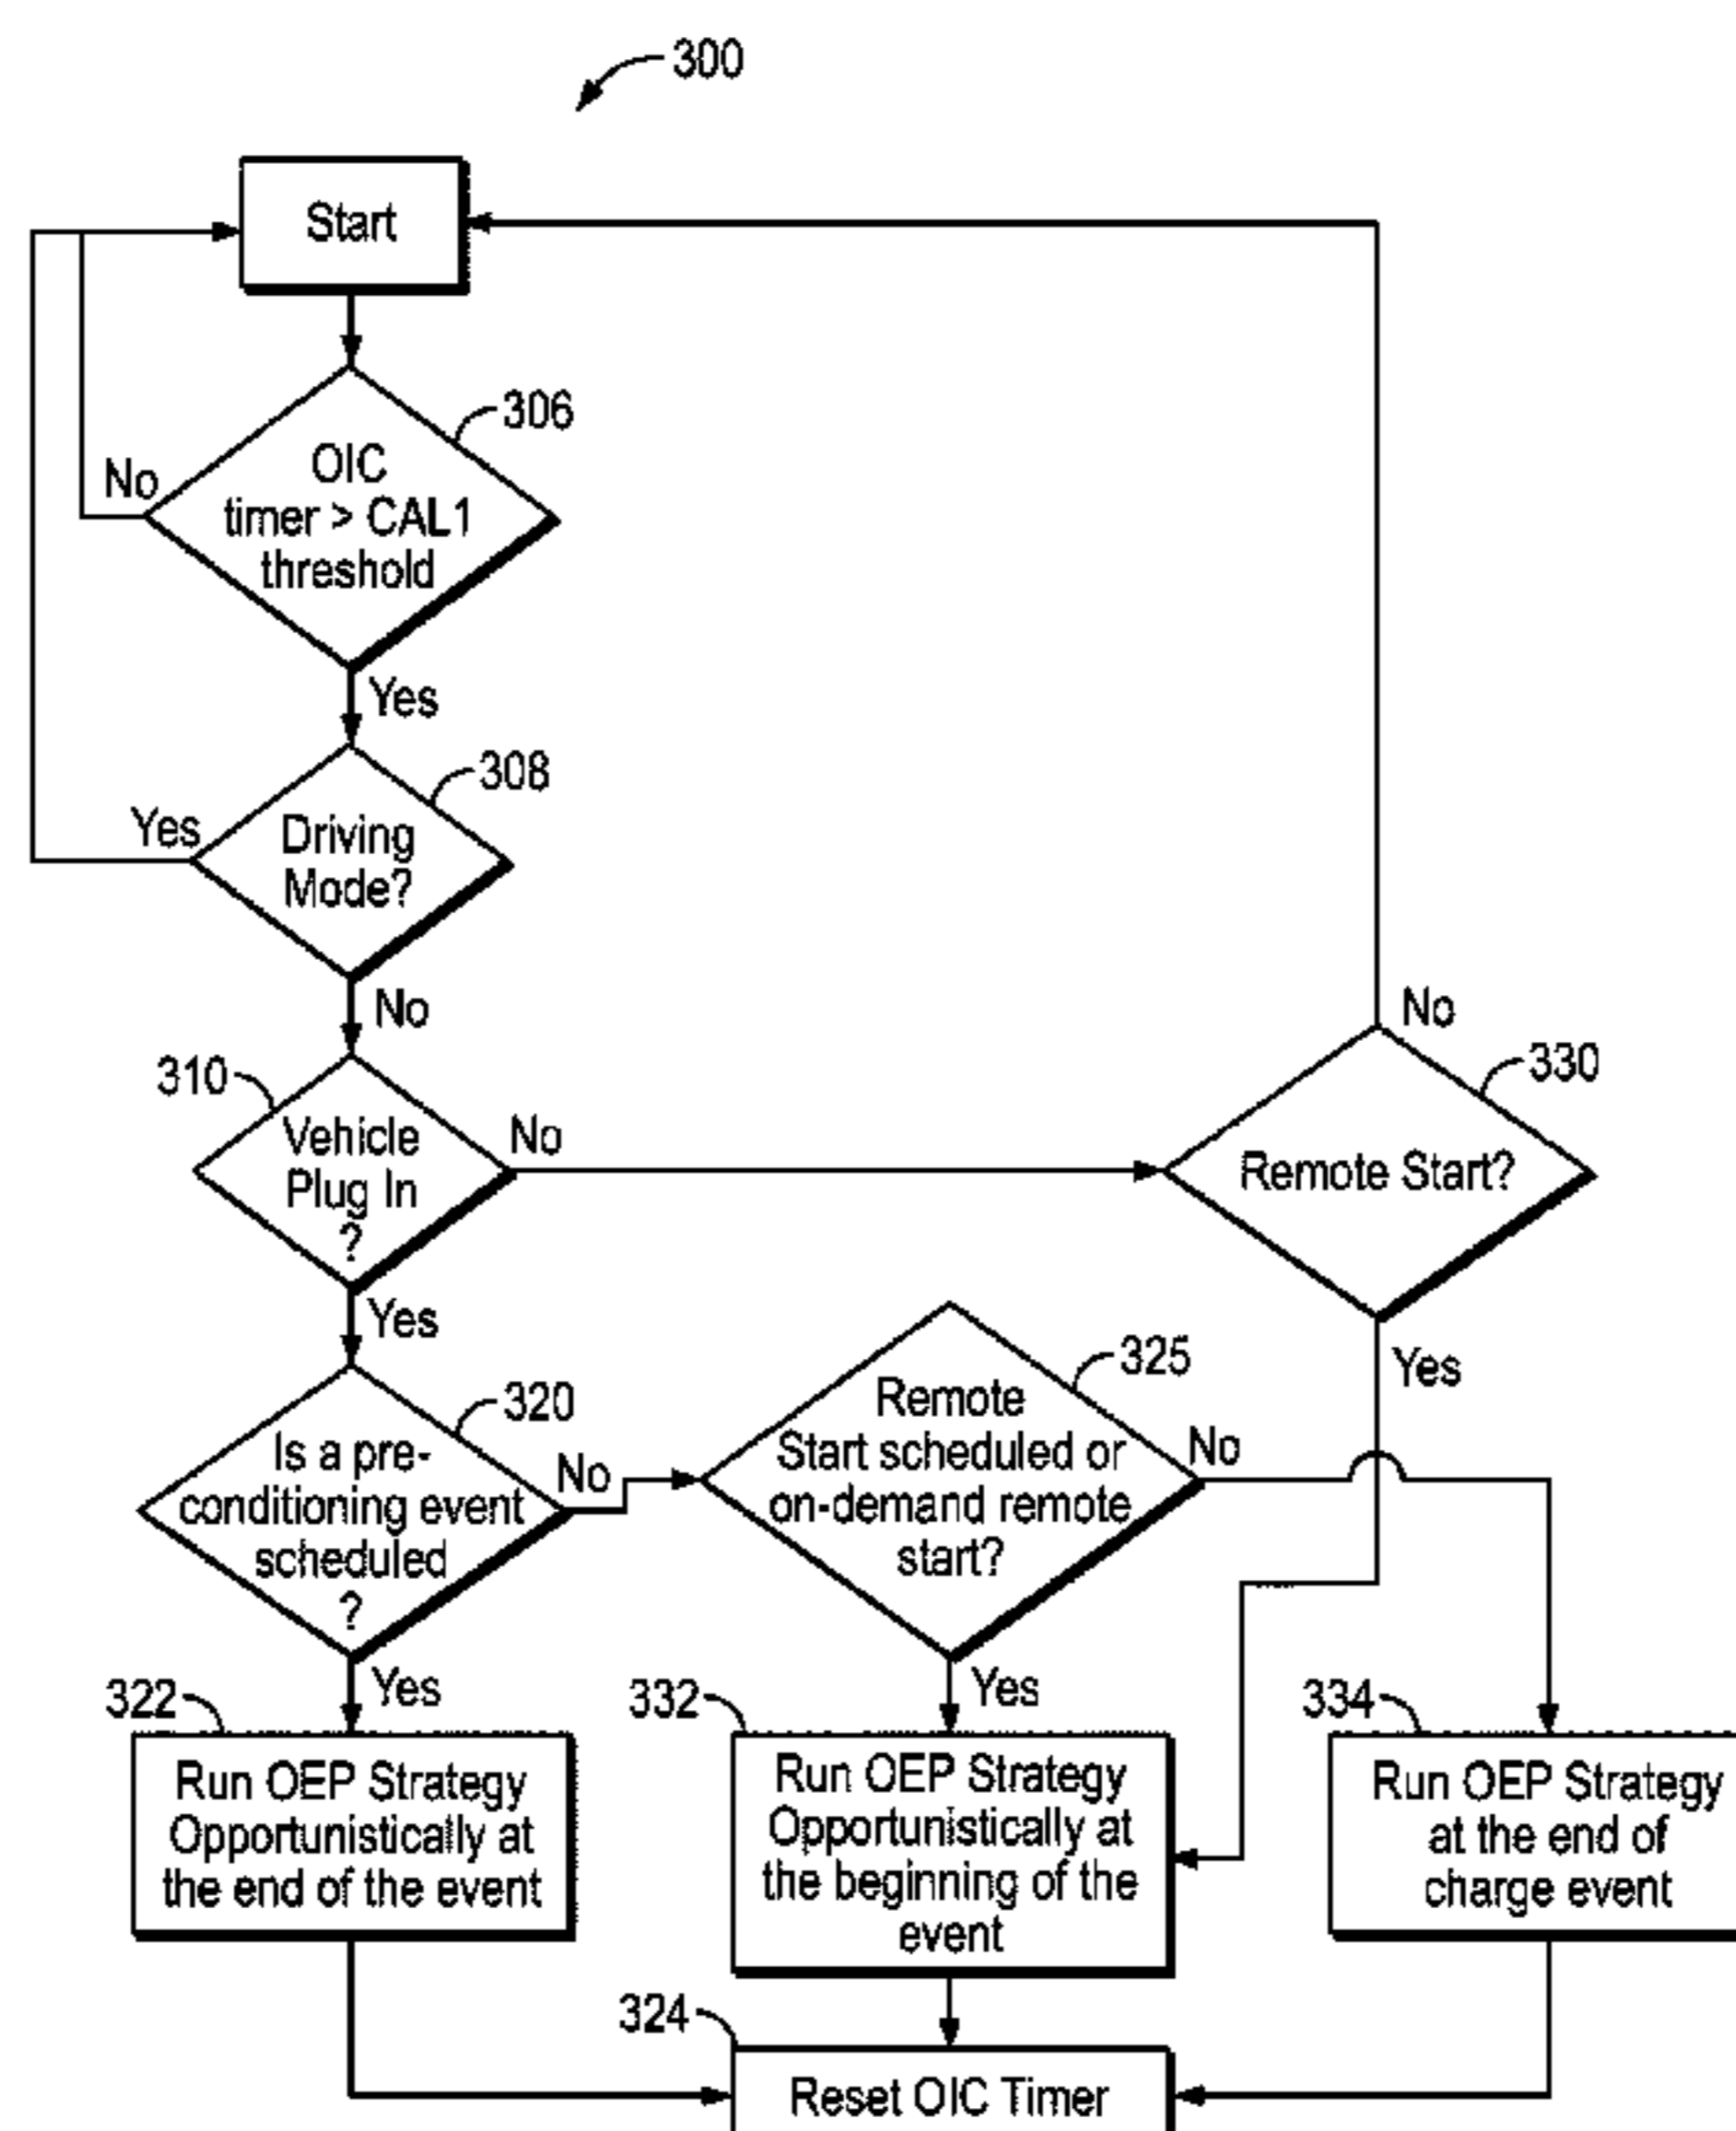 300
Start
306
OIC
timer > CAL1
threshold
No
Yes
308
Driving
Mode?
Yes
No
310
Vehicle
Plug In
?
No
Yes
330
Remote Start?
No
Yes
320
Is a pre-
conditioning event
scheduled
?
No
Yes
325
Remote
Start scheduled or
on-demand remote
start?
No
Yes
322
Run OEP Strategy
Opportunistically at
the end of the event
332
Run OEP Strategy
Opportunistically at
the beginning of the
event
334
Run OEP Strategy
at the end of
charge event
324
Reset OIC Timer